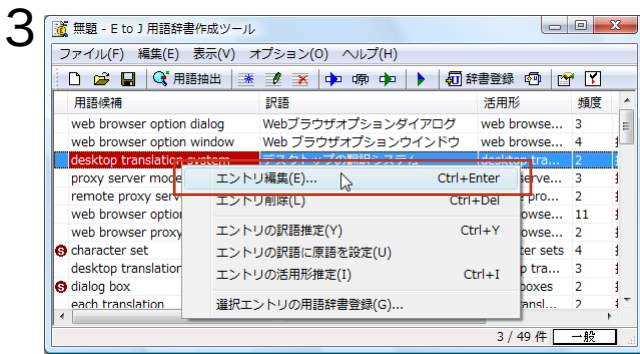 3
無題 - E to J 用語辞書作成ツール
ファイル(F) 編集(E) 表示(V) オプション(O) ヘルプ(H)
用語抽出 辞書登録
用語候補 訳語 活用形 頻度
web browser option dialog Webブラウザオプションダイアログ web browse... 3
web browser option window Web ブラウザオプションウインドウ web browse... 4
desktop translation system デスクトップの翻訳システム desktop tra... 2
proxy server mode エントリ編集(E)... Ctrl+Enter serve... 3
remote proxy serv エントリ削除(L) Ctrl+Del pro... 2
web browser option owse... 11
web browser proxy エントリの訳語推定(Y) Ctrl+Y owse... 2
S character set エントリの訳語に原語を設定(U) ter sets 4
desktop translation エントリの活用形推定(I) Ctrl+I p tra... 3
S dialog box boxes 2
each translation 選択エントリの用語辞書登録(G)... ansl... 2
3 / 49 件 一般